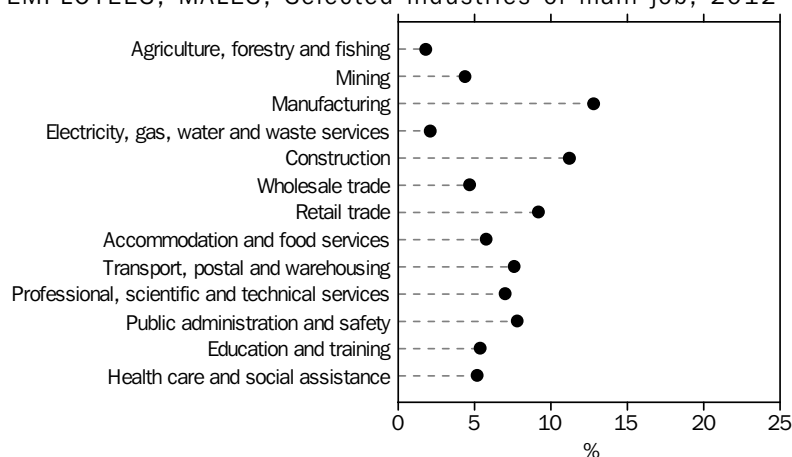 EMPLOYEES, MALES, Selected industries of main job, 2012
Agriculture, forestry and fishing
Mining
Manufacturing
Electricity, gas, water and waste services
Construction
Wholesale trade
Retail trade
Accommodation and food services
Transport, postal and warehousing
Professional, scientific and technical services
Public administration and safety
Education and training
Health care and social assistance
0 5 10 15 20 25
%